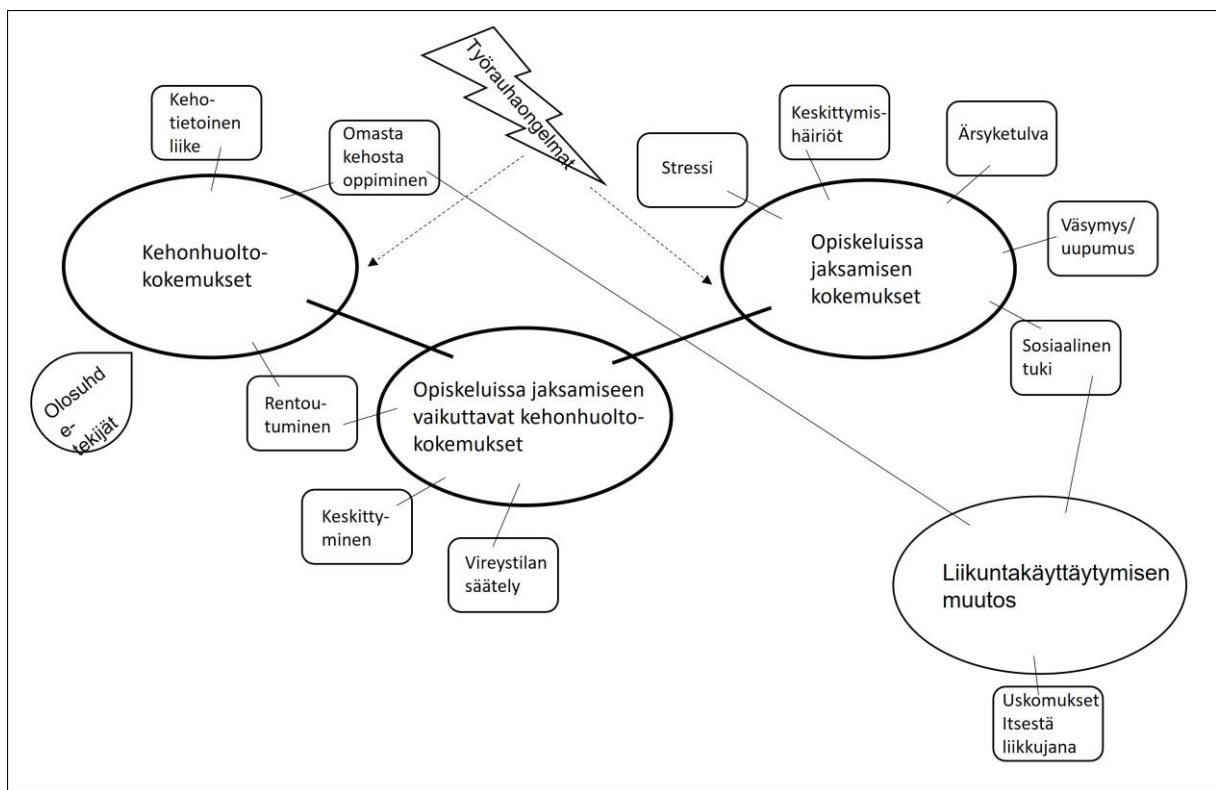 Työrauhaongelmat
Keho-
tietoinen
liike
Omasta
kehosta
oppiminen
Stressi
Keskittymis-
häiriöt
Ärsyketulva
Kehonhuolto-
kokemukset
Opiskeluissa
jaksamisen
kokemukset
Väsymys/
uupumus
Sosiaalinen
tuki
Olosuhd
e-
tekijät
Rentou-
tuminen
Opiskeluissa jaksamiseen
vaikuttavat kehonhuolto-
kokemukset
Keskitty-
minen
Vireystilan
säätely
Liikuntakäyttäytymisen
muutos
Uskomukset
Itsestä
liikkujana